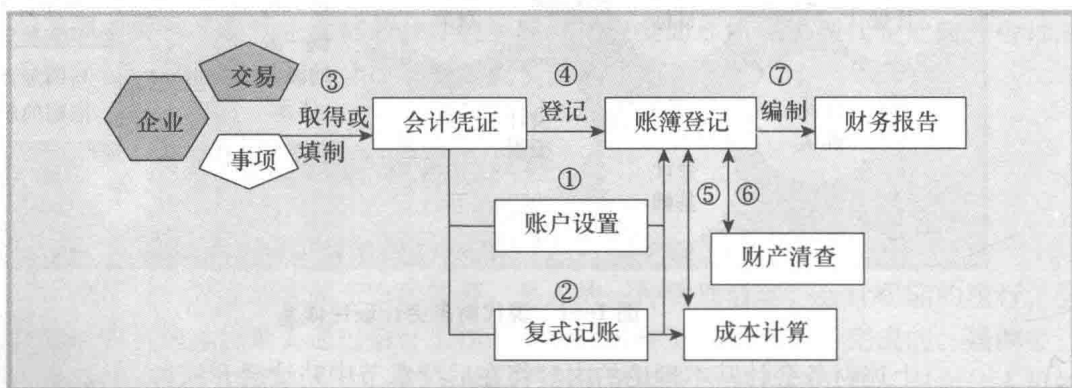 交易
企业
事项
③
取得或
填制
会计凭证
④
登记
账簿登记
⑦
编制
财务报告
①
账户设置
⑤
⑥
财产清查
②
复式记账
成本计算